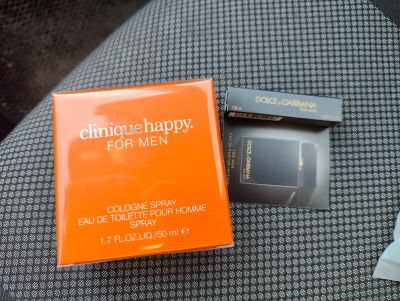 clinique happy.
FOR MEN
COLOGNE SPRAY
EAU DE TOILETTE POUR HOMME
SPRAY
1.7 FL.OZ.LIQ./50 ml ℮
DOLCE & GABBANA
DOLCE & GABBANA